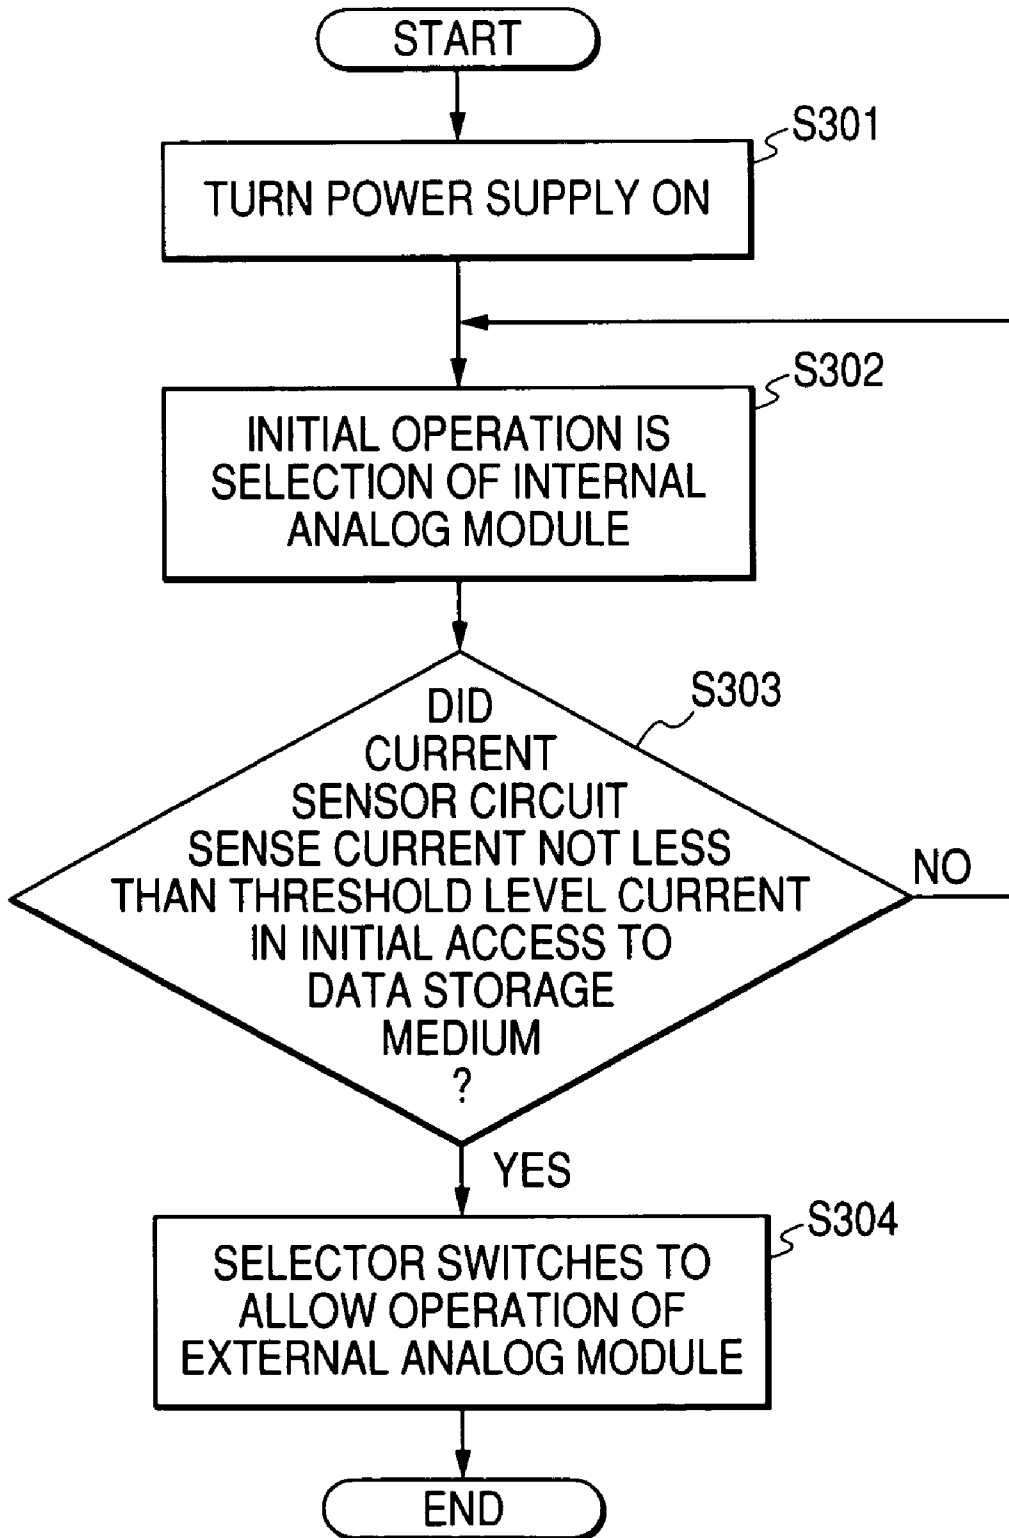 START
S301
TURN POWER SUPPLY ON
S302
INITIAL OPERATION IS
SELECTION OF INTERNAL
ANALOG MODULE
S303
DID
CURRENT
SENSOR CIRCUIT
SENSE CURRENT NOT LESS
THAN THRESHOLD LEVEL CURRENT
IN INITIAL ACCESS TO
DATA STORAGE
MEDIUM
?
NO
YES
S304
SELECTOR SWITCHES TO
ALLOW OPERATION OF
EXTERNAL ANALOG MODULE
END